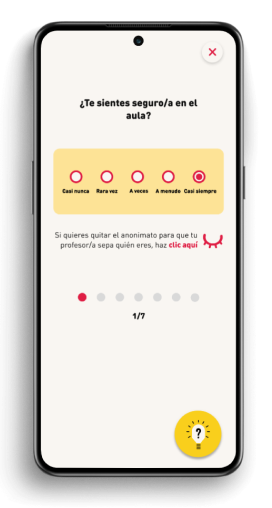 ¿Te sientes seguro/a en el
aula?
Casi nunca Rara vez A veces A menudo Casi siempre
Si quieres quitar el anonimato para que tu
profesor/a sepa quién eres, haz clic aquí
1/7
?